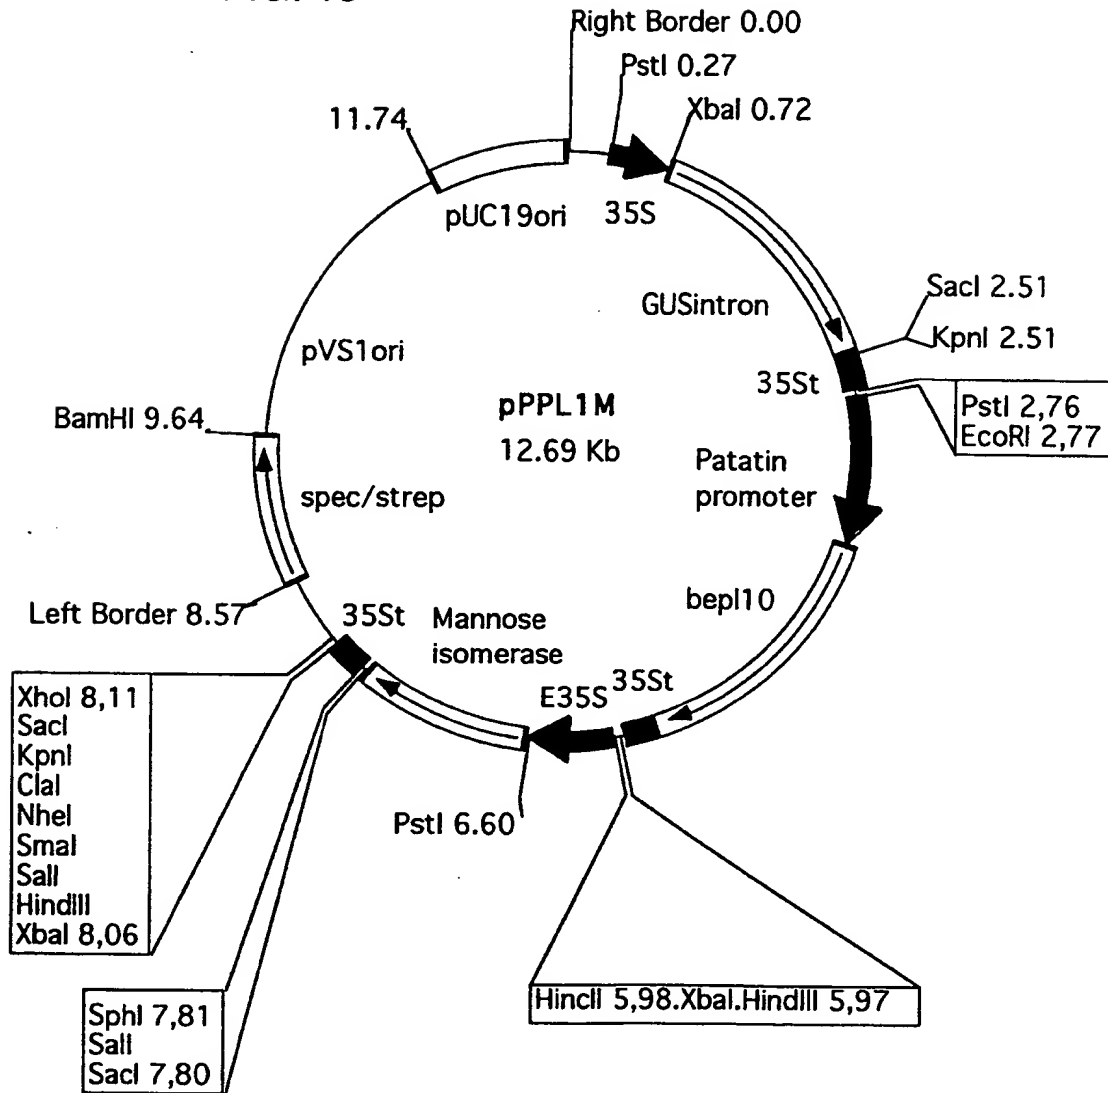 Right Border 0.00
PstI 0.27
XbaI 0.72
11.74
pUC19ori
35S
GUSintron
SacI 2.51
KpnI 2.51
pVS1ori
35St
pPPL1M
12.69 Kb
PstI 2,76
EcoRI 2,77
BamHI 9.64
Patatin
promoter
spec/strep
bepl10
Left Border 8.57
35St
Mannose
isomerase
E35S
35St
XhoI 8,11
SacI
KpnI
ClaI
NheI
SmaI
SalI
HindIII
XbaI 8,06
PstI 6.60
SphI 7,81
SalI
SacI 7,80
HincII 5,98.XbaI.HindIII 5,97